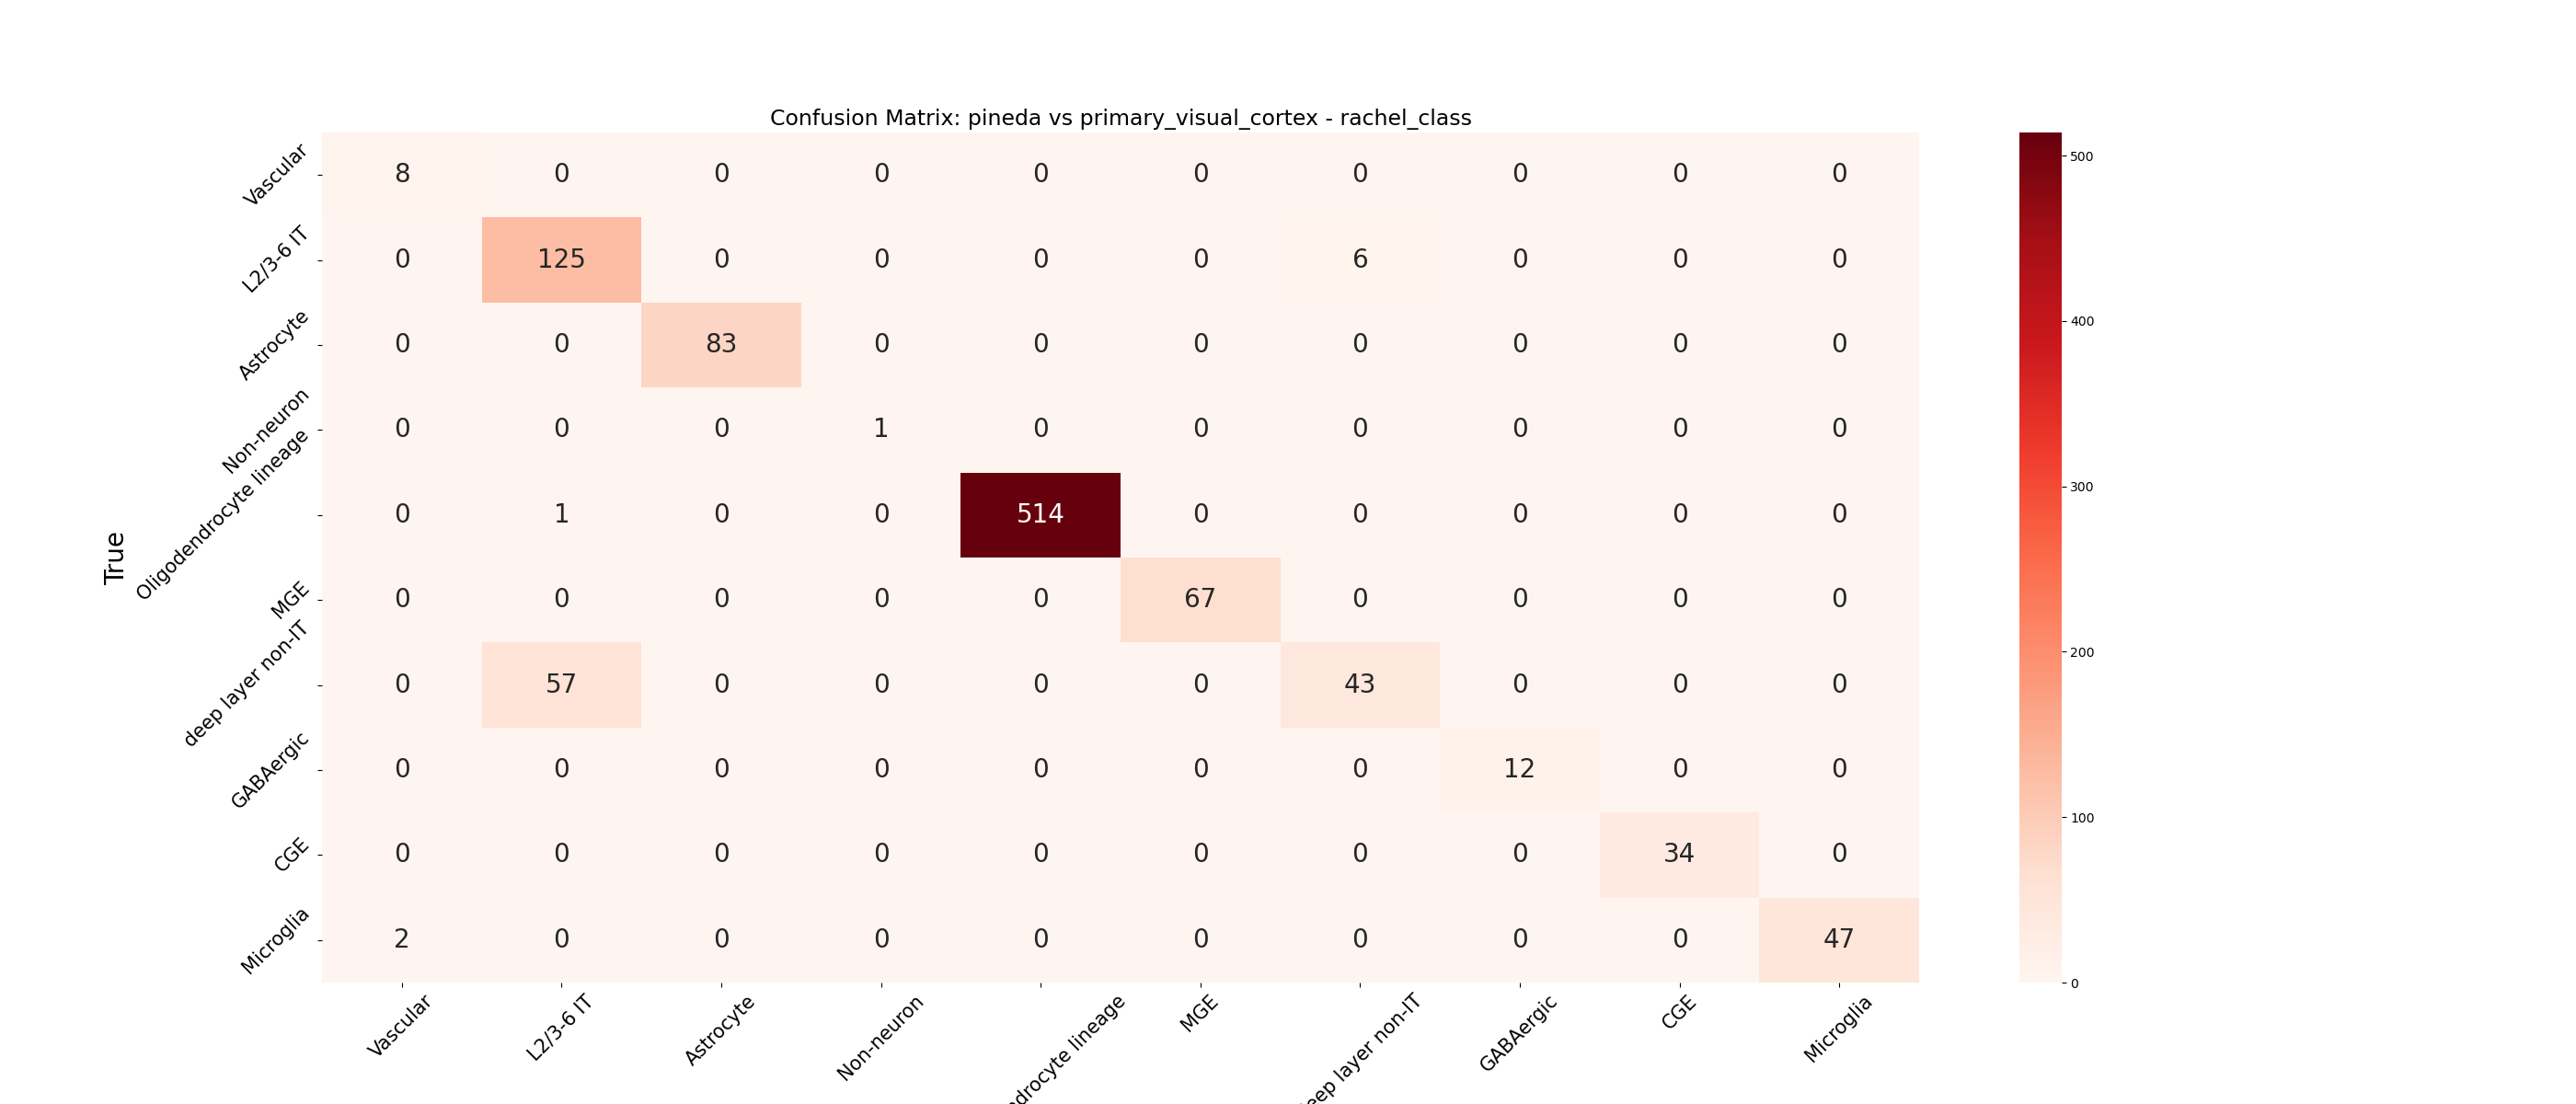 Confusion Matrix: pineda vs primary_visual_cortex - rachel_class
True
Vascular 8 0 0 0 0 0 0 0 0 0
L2/3-6 IT 0 125 0 0 0 0 6 0 0 0
Astrocyte 0 0 83 0 0 0 0 0 0 0
Non-neuron 0 0 0 1 0 0 0 0 0 0
Oligodendrocyte lineage 0 1 0 0 514 0 0 0 0 0
MGE 0 0 0 0 0 67 0 0 0 0
deep layer non-IT 0 57 0 0 0 0 43 0 0 0
GABAergic 0 0 0 0 0 0 0 12 0 0
CGE 0 0 0 0 0 0 0 0 34 0
Microglia 2 0 0 0 0 0 0 0 0 47
Vascular L2/3-6 IT Astrocyte Non-neuron lineage MGE layer non-IT GABAergic CGE Microglia
500
400
300
200
100
0